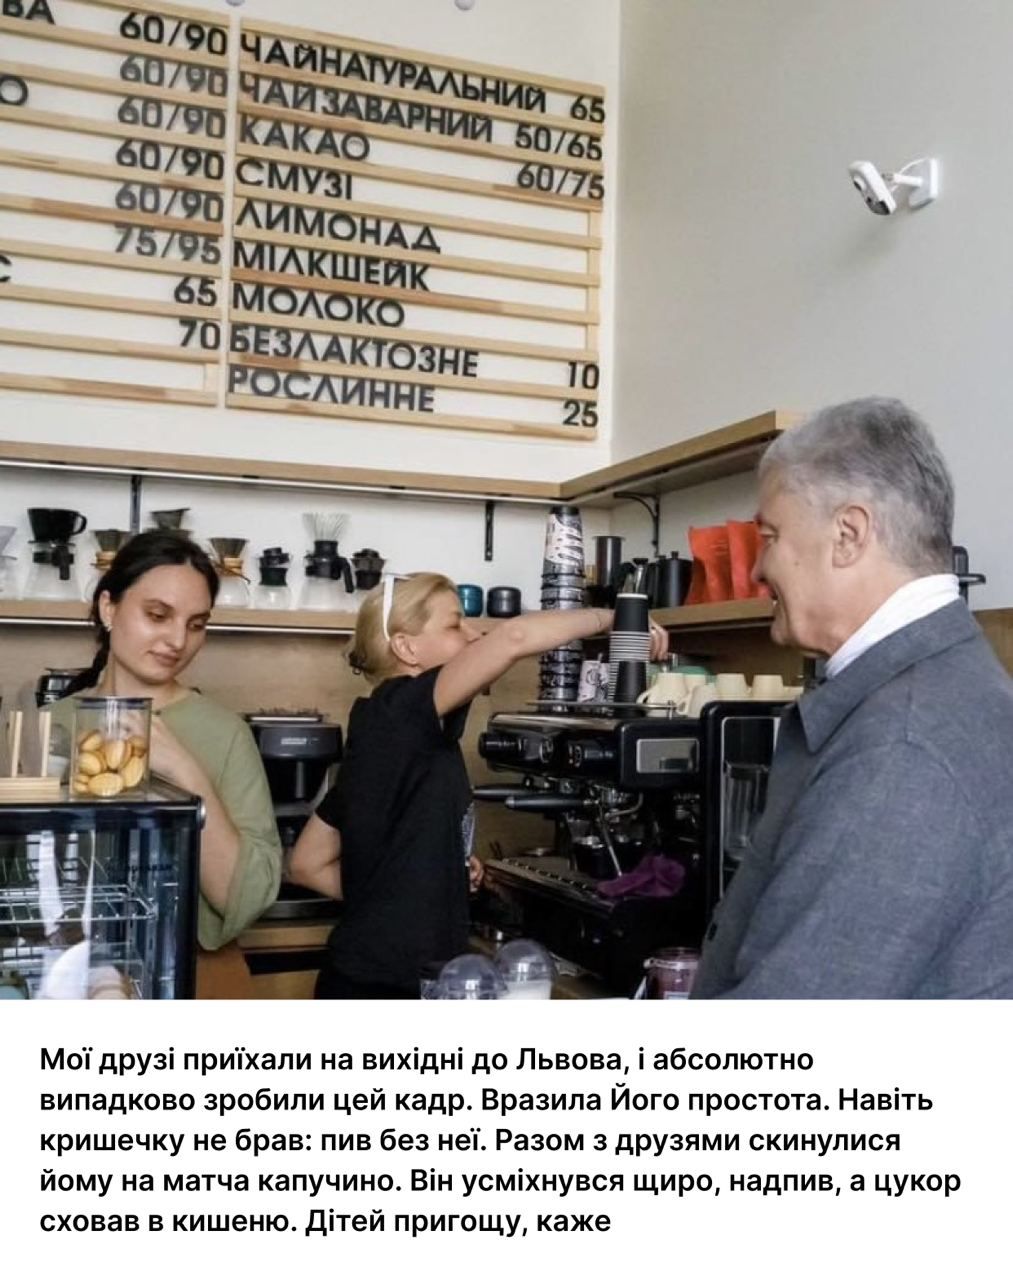 ВА 60/90
60/90
О 60/90
60/90
60/90
75/95
С 65
70
ЧАЙ НАТУРАЛЬНИЙ 65
ЧАЙ ЗАВАРНИЙ 50/65
КАКАО 60/75
СМУЗІ
ЛИМОНАД
МІЛКШЕЙК
МОЛОКО
БЕЗЛАКТОЗНЕ 10
РОСЛИННЕ 25
Мої друзі приїхали на вихідні до Львова, і абсолютно
випадково зробили цей кадр. Вразила Його простота. Навіть
кришечку не брав: пив без неї. Разом з друзями скинулися
йому на матча капучино. Він усміхнувся щиро, надпив, а цукор
сховав в кишеню. Дітей пригощу, каже